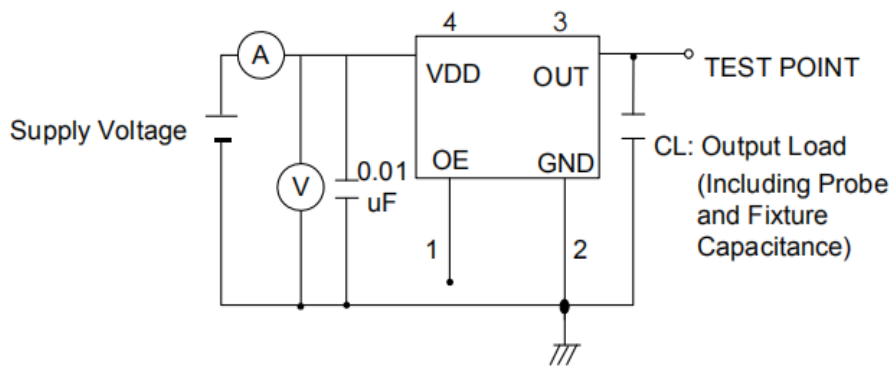 4
3
A
VDD
OUT
TEST POINT
Supply Voltage
OE
GND
CL: Output Load
(Including Probe
and Fixture
Capacitance)
V
0.01
uF
1
2